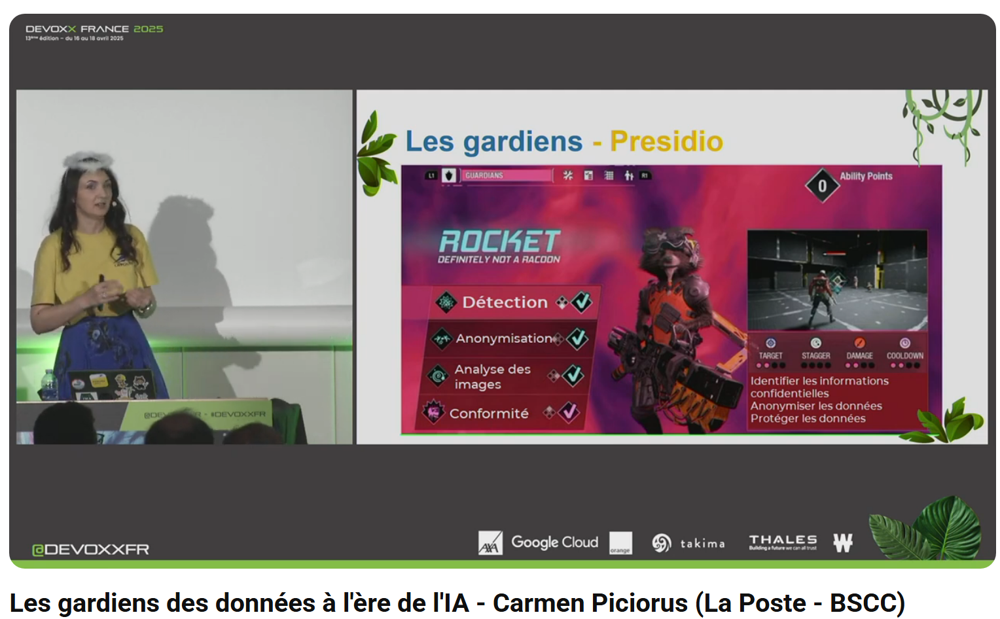 DEVOXX FRANCE 2025
13ème édition – du 16 au 18 avril 2025
Les gardiens - Presidio
L1
GUARDIANS
R1
0
Ability Points
ROCKET
DEFINITELY NOT A RACOON
Détection
Anonymisation
Analyse des
images
Conformité
TARGET
STAGGER
DAMAGE
COOLDOWN
Identifier les informations
confidentielles
Anonymiser les données
Protéger les données
#DEVOXXFR
@DEVOXXFR
AXA
Google Cloud
orange
takima
THALES
Building a future we can all trust
W
Les gardiens des données à l'ère de l'IA - Carmen Piciorus (La Poste - BSCC)